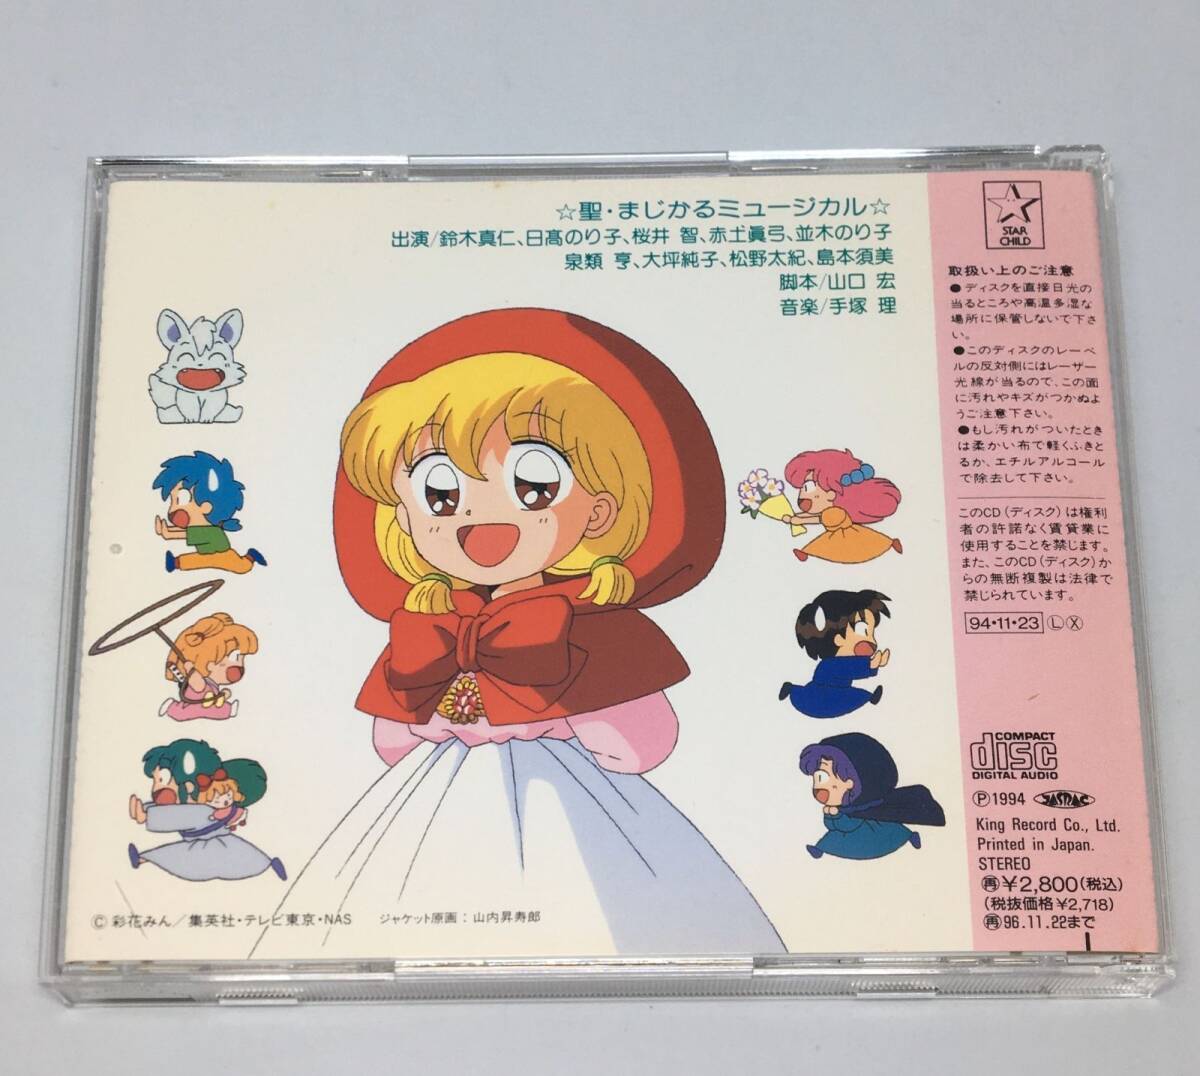 ☆聖・まじかるミュージカル☆
出演/鈴木真仁、日髙のり子、桜井 智、赤土眞弓、並木のり子
泉類 亨、大坪純子、松野太紀、島本須美
脚本/山口 宏
音楽/手塚 理
STAR
CHILD
取扱い上のご注意
●ディスクを直接日光の
当るところや高温多湿な
場所に保管しないで下さ
い。
●このディスクのレーベ
ルの反対側にはレーザー
光線が当るので、この面
に汚れやキズがつかぬよ
うご注意下さい。
●もし汚れがついたとき
は柔かい布で軽くふきと
るか、エチルアルコール
で除去して下さい。
このCD(ディスク)は権利
者の許諾なく賃貸業に
使用することを禁じます。
また、このCD(ディスク)か
らの無断複製は法律で
禁じられています。
94・11・23 Ⓛ Ⓧ
COMPACT
disc
DIGITAL AUDIO
Ⓟ1994 JASRAC
King Record Co., Ltd.
Printed in Japan.
STEREO
㊢¥2,800(税込)
(税抜価格¥2,718)
96.11.22まで
© 彩花みん/集英社・テレビ東京・NAS ジャケット原画:山内昇寿郎